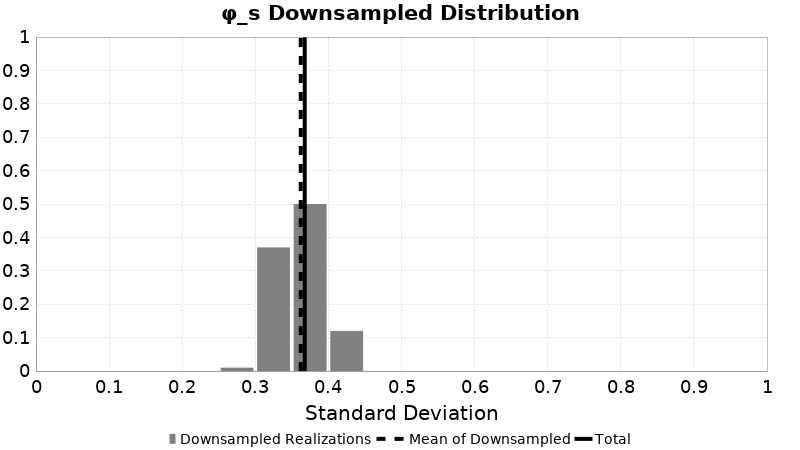 φ_s Downsampled Distribution
1
0.9
0.8
0.7
0.6
0.5
0.4
0.3
0.2
0.1
0
0 0.1 0.2 0.3 0.4 0.5 0.6 0.7 0.8 0.9 1
Standard Deviation
Downsampled Realizations Mean of Downsampled Total